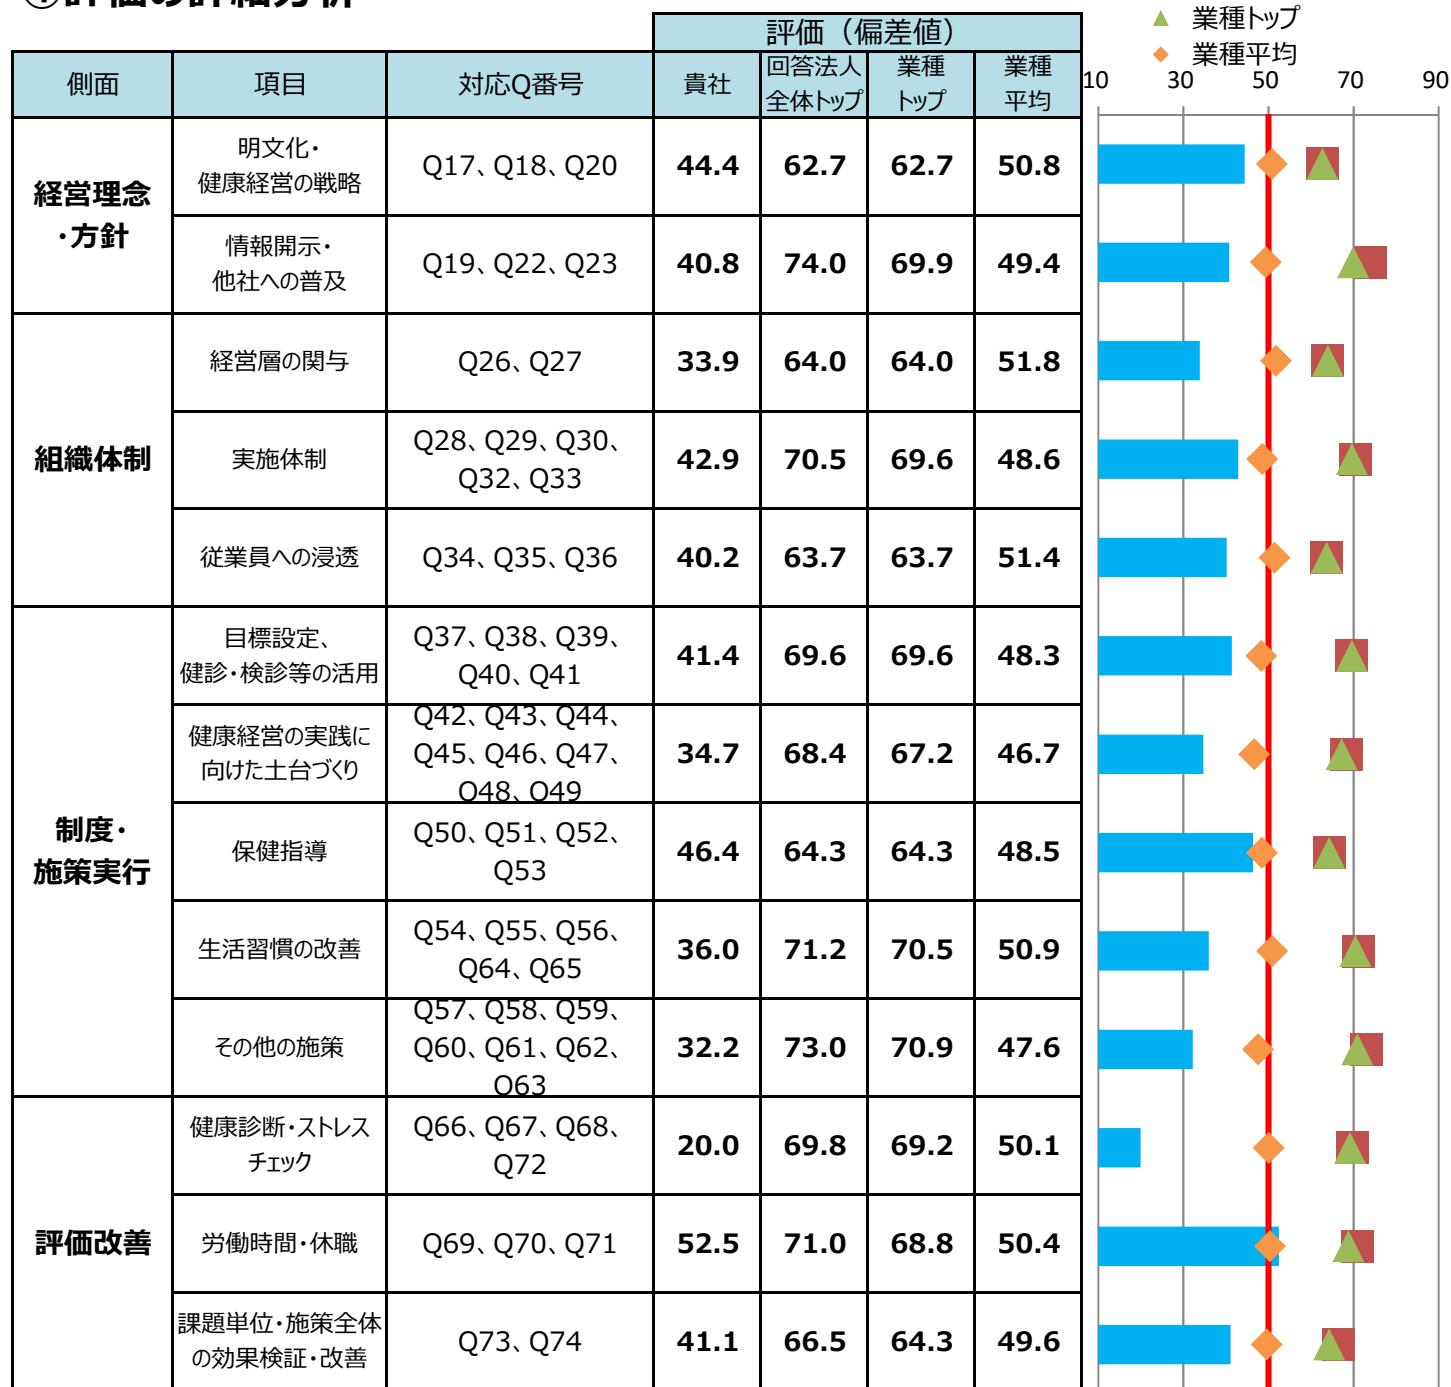 ①評価の詳細分析
業種トップ
業種平均
評価（偏差値）
側面 項目 対応Q番号 貴社 回答法人全体トップ 業種トップ 業種平均
10 30 50 70 90
経営理念・方針
明文化・
健康経営の戦略
Q17、Q18、Q20
44.4 62.7 62.7 50.8
情報開示・
他社への普及
Q19、Q22、Q23
40.8 74.0 69.9 49.4
組織体制
経営層の関与
Q26、Q27
33.9 64.0 64.0 51.8
実施体制
Q28、Q29、Q30、
Q32、Q33
42.9 70.5 69.6 48.6
従業員への浸透
Q34、Q35、Q36
40.2 63.7 63.7 51.4
制度・
施策実行
目標設定、
健診・検診等の活用
Q37、Q38、Q39、
Q40、Q41
41.4 69.6 69.6 48.3
健康経営の実践に
向けた土台づくり
Q42、Q43、Q44、
Q45、Q46、Q47、
Q48、Q49
34.7 68.4 67.2 46.7
保健指導
Q50、Q51、Q52、
Q53
46.4 64.3 64.3 48.5
生活習慣の改善
Q54、Q55、Q56、
Q64、Q65
36.0 71.2 70.5 50.9
その他の施策
Q57、Q58、Q59、
Q60、Q61、Q62、
Q63
32.2 73.0 70.9 47.6
評価改善
健康診断・ストレス
チェック
Q66、Q67、Q68、
Q72
20.0 69.8 69.2 50.1
労働時間・休職
Q69、Q70、Q71
52.5 71.0 68.8 50.4
課題単位・施策全体
の効果検証・改善
Q73、Q74
41.1 66.5 64.3 49.6